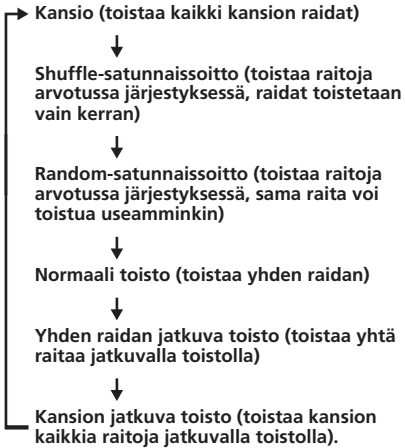 Kansio (toistaa kaikki kansion raidat)
Shuffle-satunnaissoitto (toistaa raitoja
arvotussa järjestyksessä, raidat toistetaan
vain kerran)
Random-satunnaissoitto (toistaa raitoja
arvotussa järjestyksessä, sama raita voi
toistua useamminkin)
Normaali toisto (toistaa yhden raidan)
Yhden raidan jatkuva toisto (toistaa yhtä
raitaa jatkuvalla toistolla)
Kansion jatkuva toisto (toistaa kansion
kaikkia raitoja jatkuvalla toistolla).